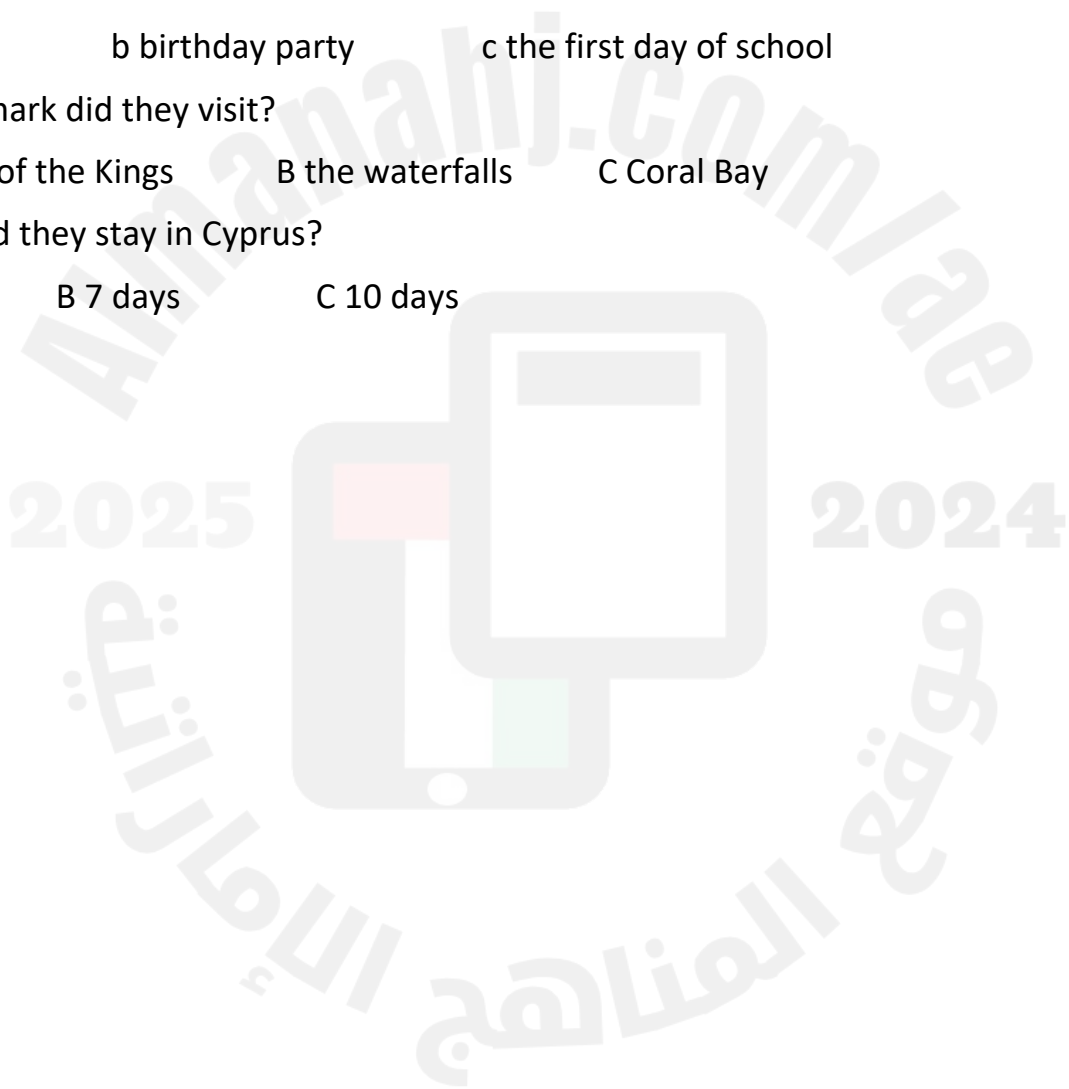 b birthday party c the first day of school
mark did they visit?
of the Kings B the waterfalls C Coral Bay
d they stay in Cyprus?
B 7 days C 10 days
Almanahj.com/ae
2025 2024
موقع المناهج الإماراتية